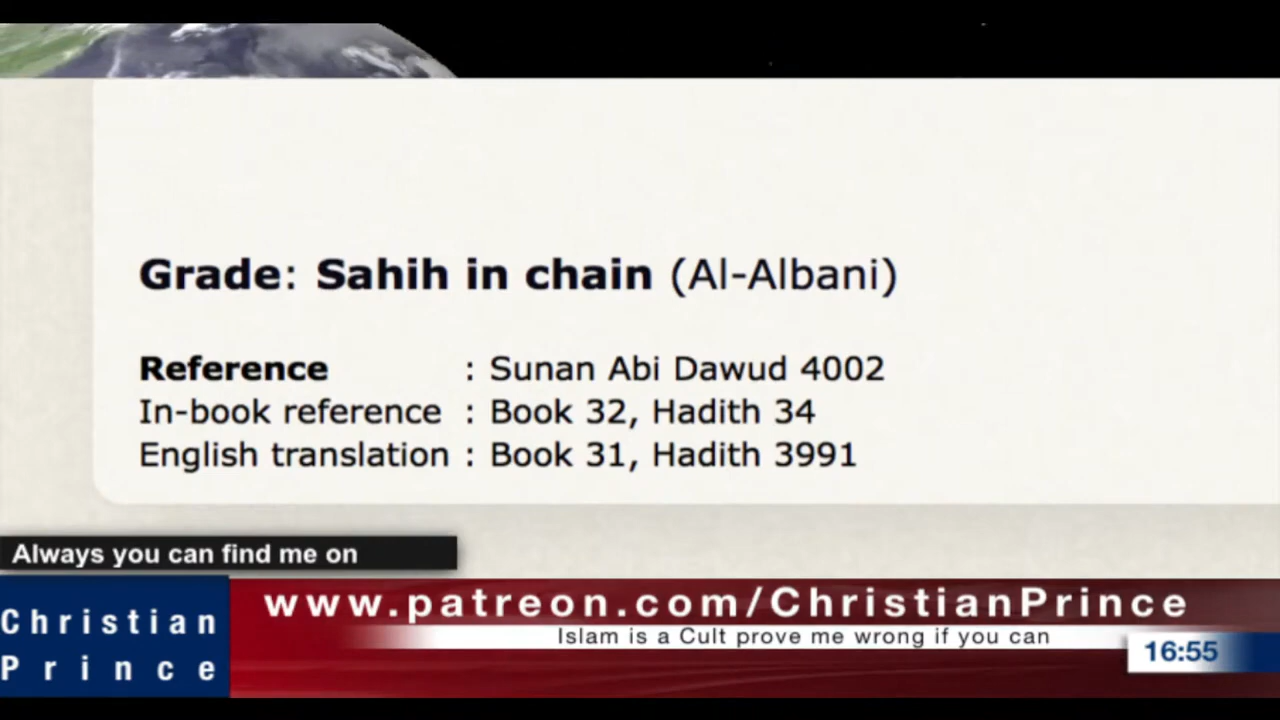 Grade: Sahih in chain (Al-Albani)
Reference : Sunan Abi Dawud 4002
In-book reference : Book 32, Hadith 34
English translation : Book 31, Hadith 3991
Always you can find me on
Christian
Prince
www.patreon.com/ChristianPrince
Islam is a Cult prove me wrong if you can
16:55